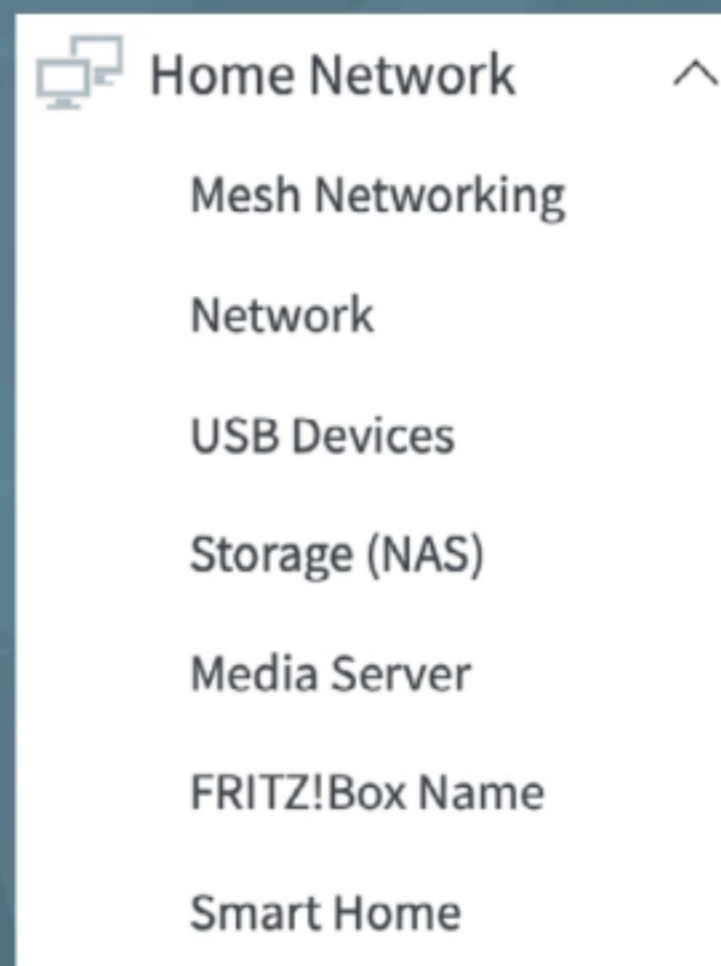 Home Network
Mesh Networking
Network
USB Devices
Storage (NAS)
Media Server
FRITZ!Box Name
Smart Home